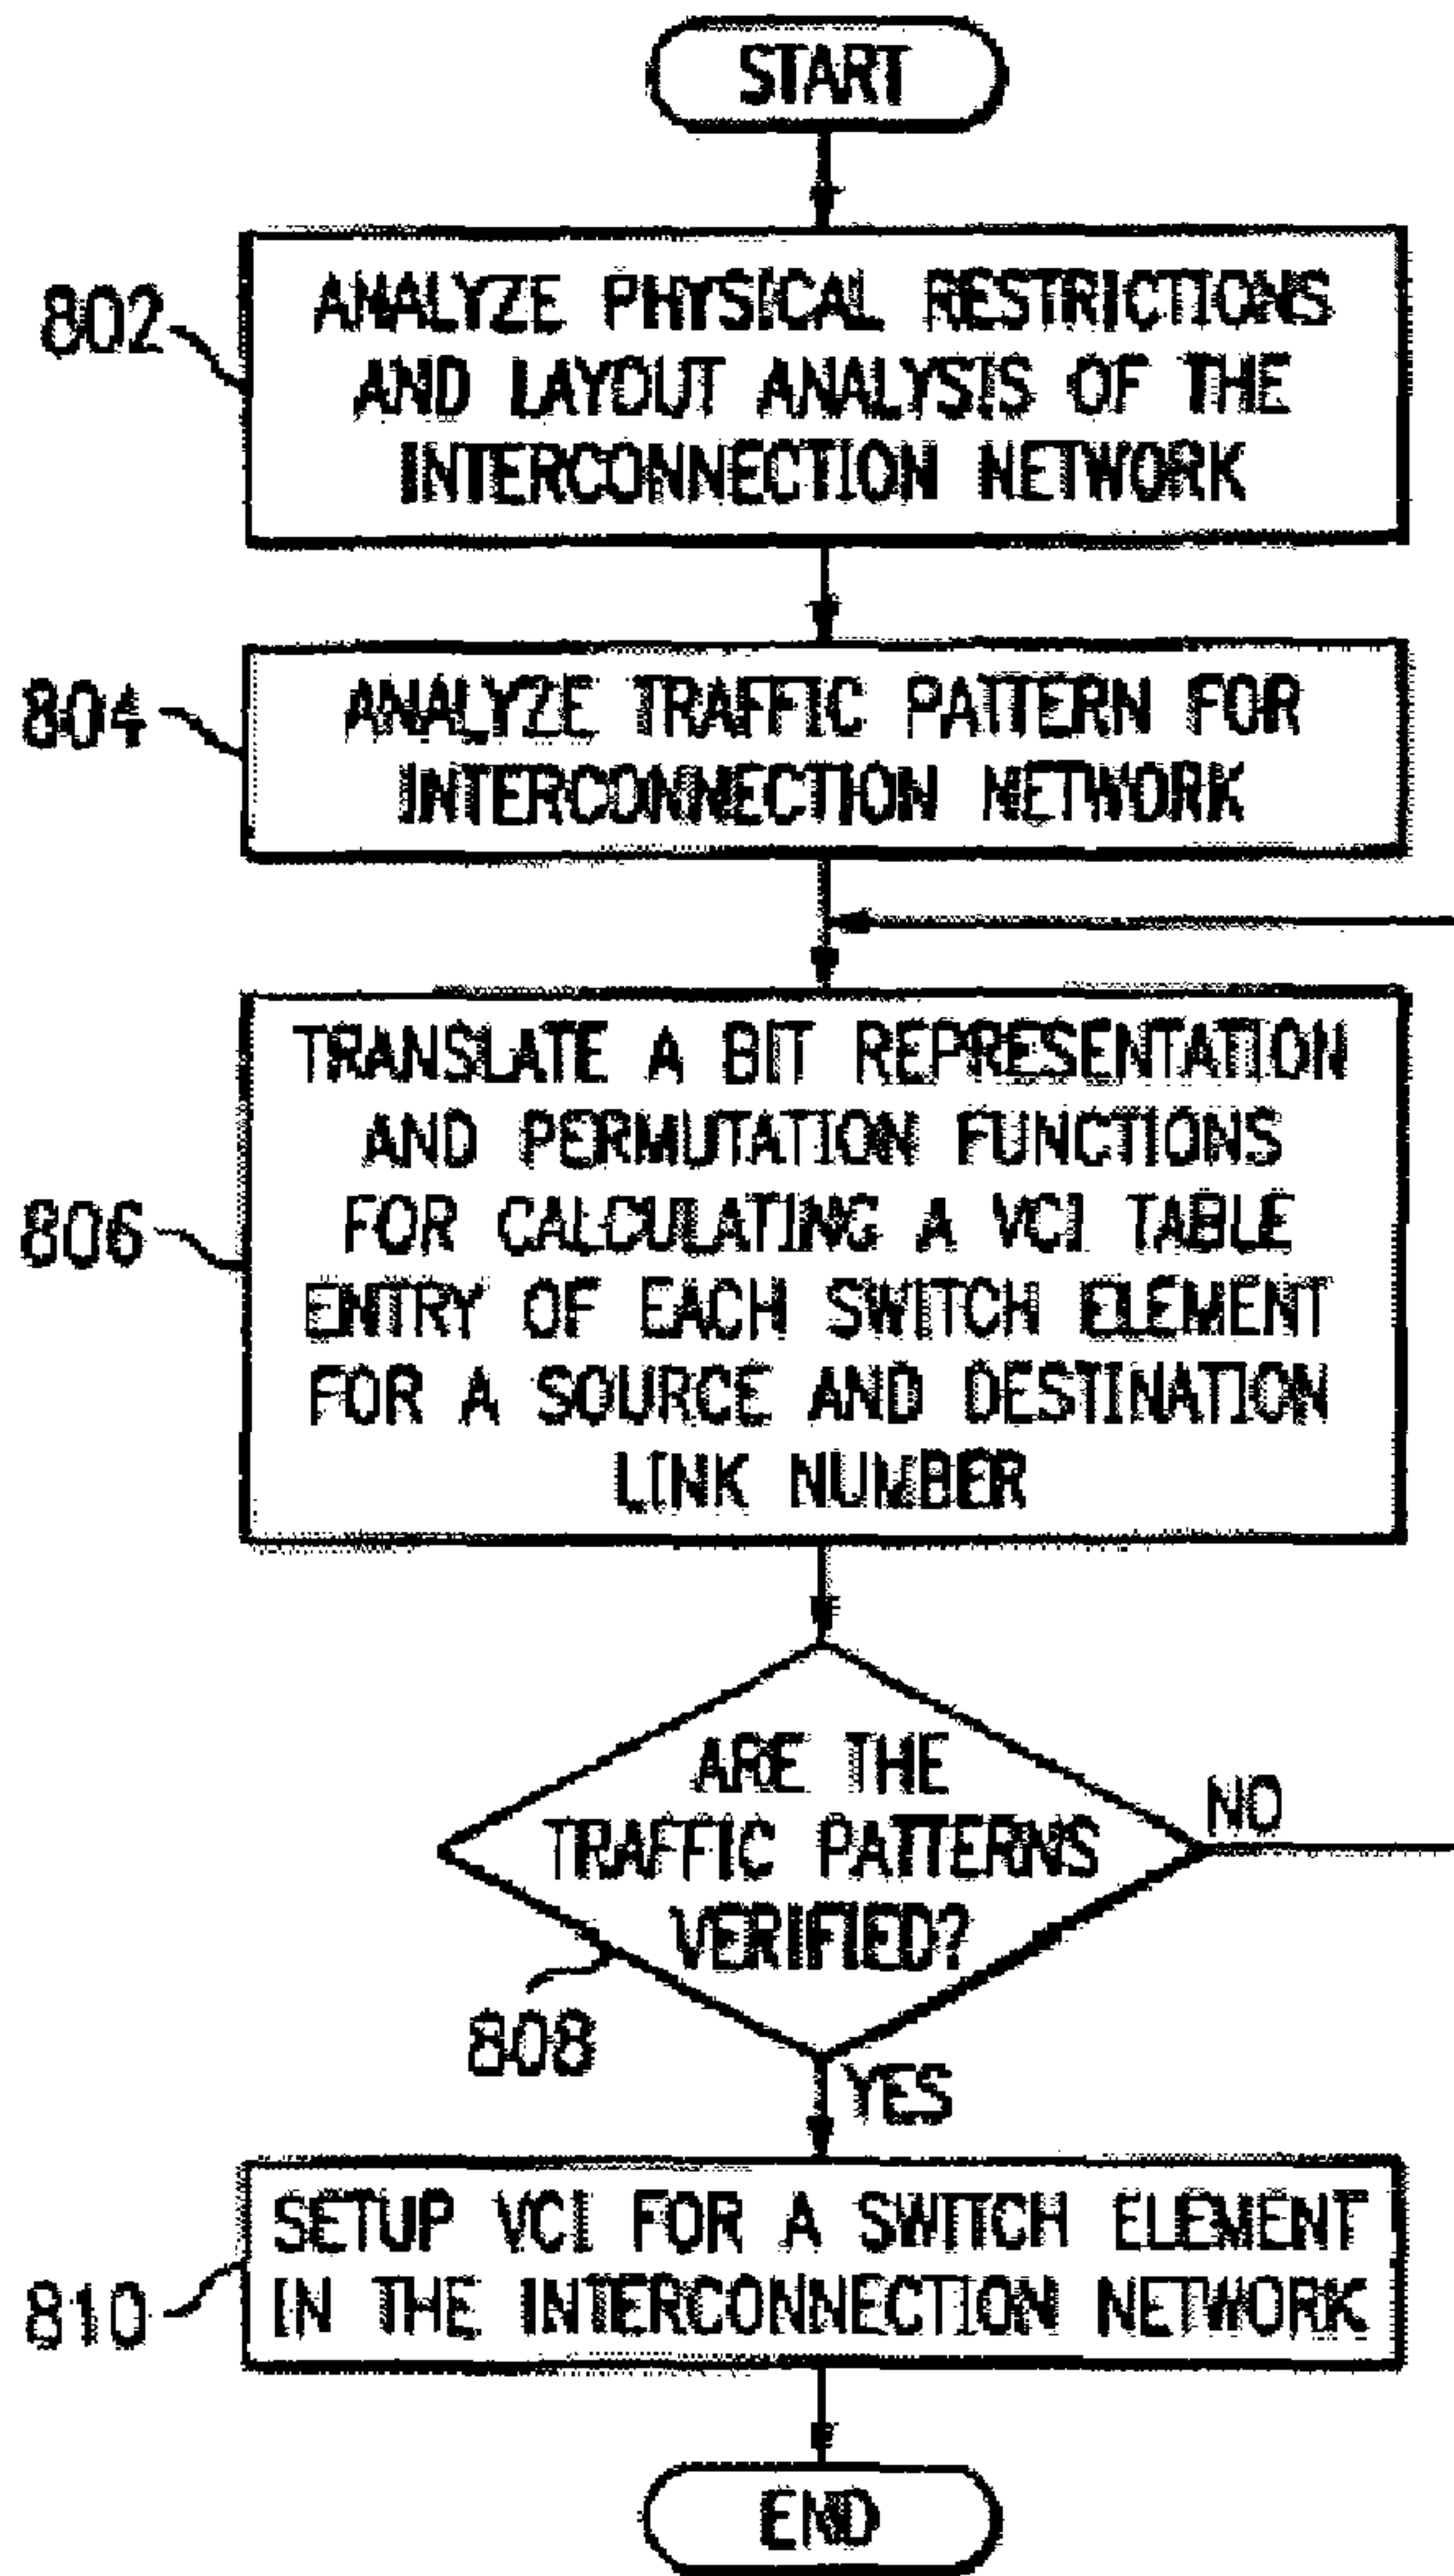 START
802
ANALYZE PHYSICAL RESTRICTIONS
AND LAYOUT ANALYSIS OF THE
INTERCONNECTION NETWORK
804
ANALYZE TRAFFIC PATTERN FOR
INTERCONNECTION NETWORK
806
TRANSLATE A BIT REPRESENTATION
AND PERMUTATION FUNCTIONS
FOR CALCULATING A VCI TABLE
ENTRY OF EACH SWITCH ELEMENT
FOR A SOURCE AND DESTINATION
LINK NUMBER
ARE THE
TRAFFIC PATTERNS
VERIFIED?
NO
808
YES
810
SETUP VCI FOR A SWITCH ELEMENT
IN THE INTERCONNECTION NETWORK
END